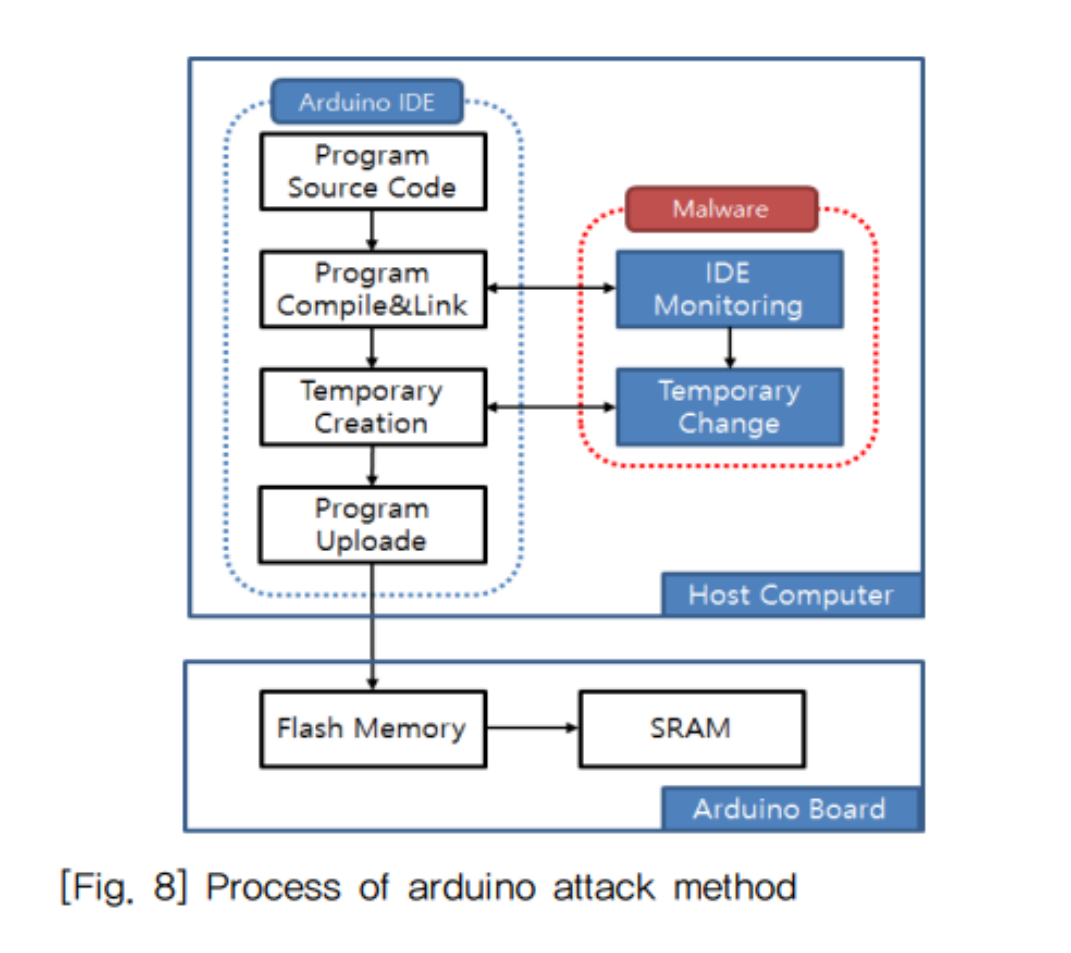 Arduino IDE
Program
Source Code
Malware
Program
Compile&Link
IDE
Monitoring
Temporary
Creation
Temporary
Change
Program
Uploade
Host Computer
Flash Memory
SRAM
Arduino Board
[Fig. 8] Process of arduino attack method